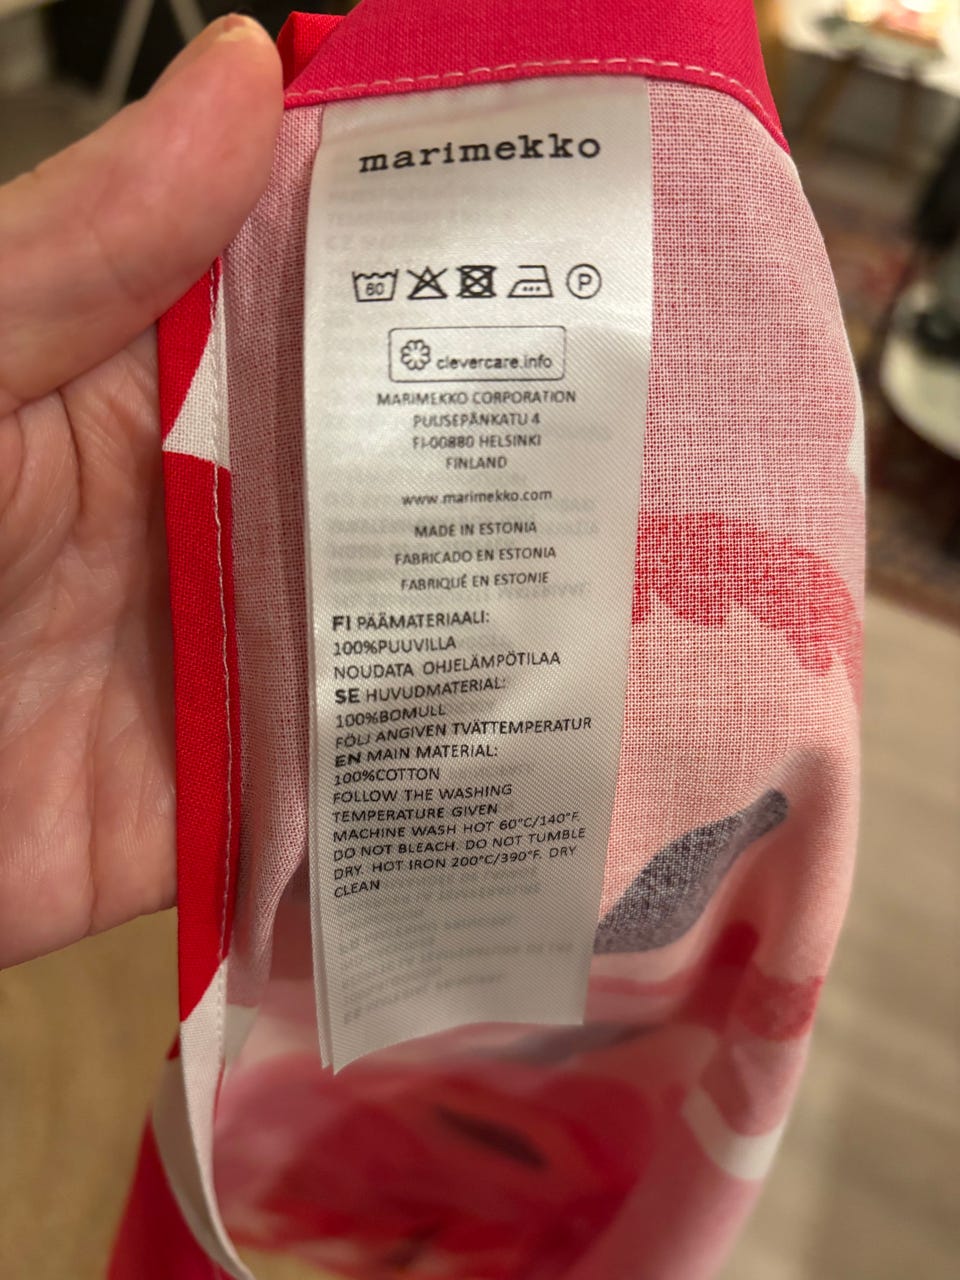 marimekko
60
P
clevercare.info
MARIMEKKO CORPORATION
PUUSEPÄNKATU 4
FI-00880 HELSINKI
FINLAND
www.marimekko.com
MADE IN ESTONIA
FABRICADO EN ESTONIA
FABRIQUÉ EN ESTONIE
FI PÄÄMATERIAALI:
100%PUUVILLA
NOUDATA OHJELÄMPÖTILAA
SE HUVUDMATERIAL:
100%BOMULL
FÖLJ ANGIVEN TVÄTTEMPERATUR
EN MAIN MATERIAL:
100%COTTON
FOLLOW THE WASHING
TEMPERATURE GIVEN
MACHINE WASH HOT 60°C/140°F.
DO NOT BLEACH. DO NOT TUMBLE
DRY. HOT IRON 200°C/390°F. DRY
CLEAN